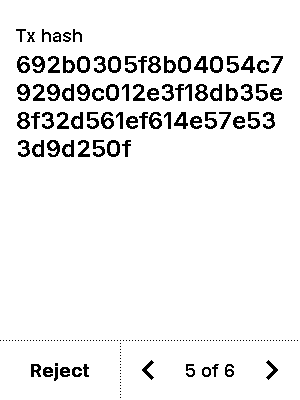 Tx hash
692b0305f8b04054c7
929d9c012e3f18db35e
8f32d561ef614e57e53
3d9d250f
Reject
5 of 6